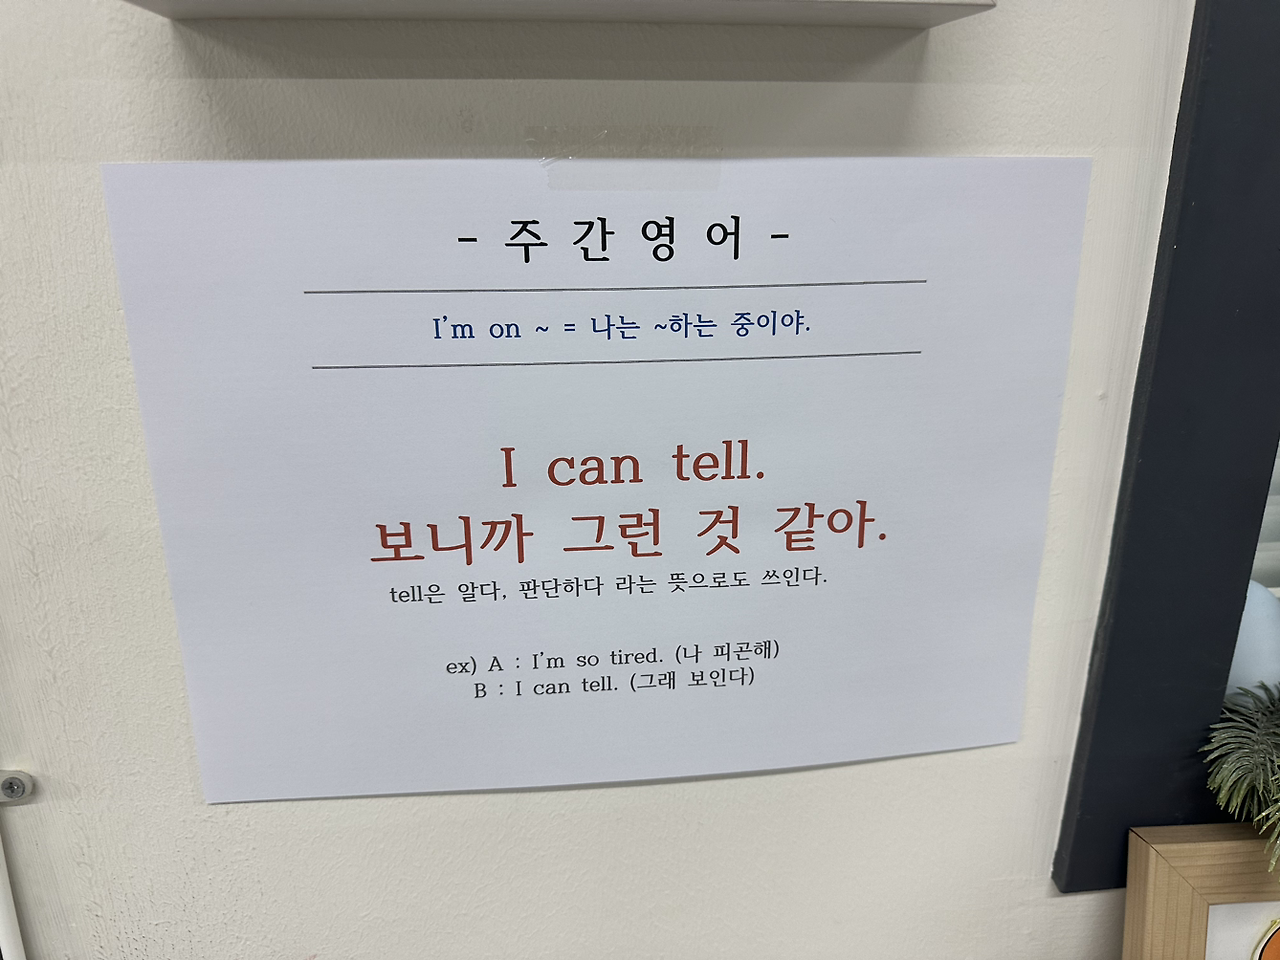 - 주 간 영 어 -
I'm on ~ = 나는 ~하는 중이야.
I can tell.
보니까 그런 것 같아.
tell은 알다, 판단하다 라는 뜻으로도 쓰인다.
ex) A : I'm so tired. (나 피곤해)
B : I can tell. (그래 보인다)